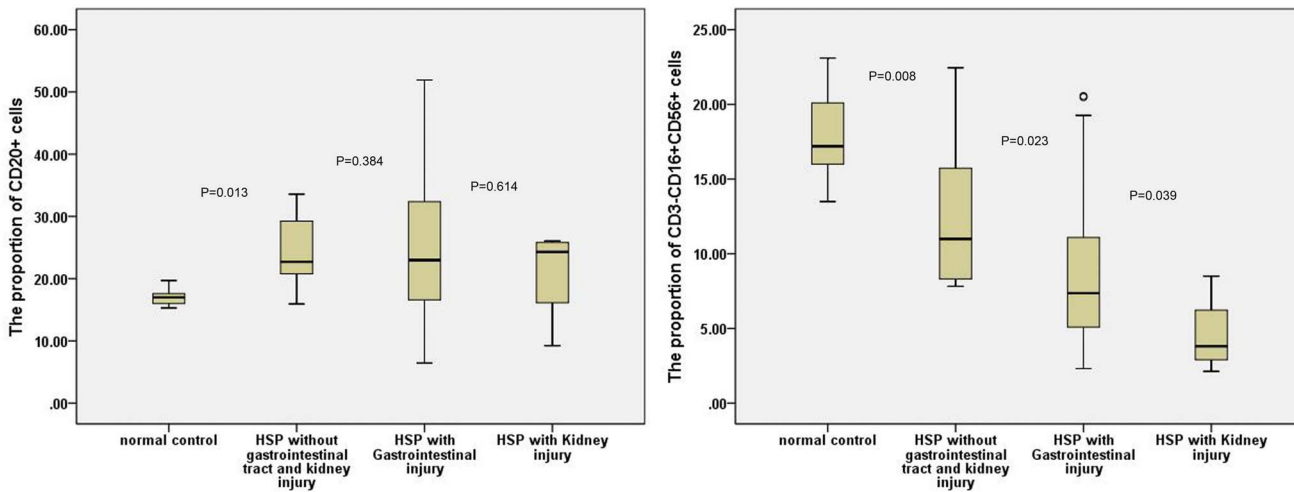 The proportion of CD20+ cells
60.00
50.00
40.00
30.00
20.00
10.00
.00
P=0.013
P=0.384
P=0.614
normal control
HSP without
gastrointestinal
tract and kidney
injury
HSP with
Gastrointestinal
injury
HSP with Kidney
injury
The proportion of CD3-CD16+CD56+ cells
25.00
20.00
15.00
10.00
5.00
.00
P=0.008
P=0.023
P=0.039
normal control
HSP without
gastrointestinal
tract and kidney
injury
HSP with
Gastrointestinal
injury
HSP with Kidney
injury